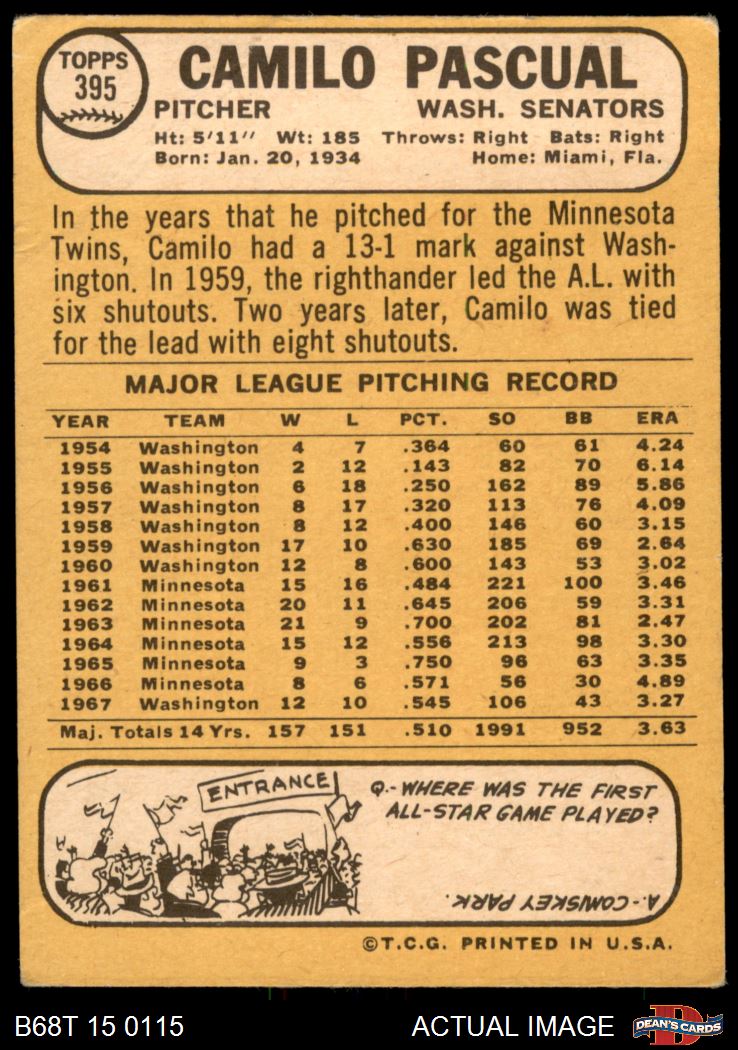 TOPPS
395
CAMILO PASCUAL
PITCHER WASH. SENATORS
Ht: 5'11" Wt: 185 Throws: Right Bats: Right
Born: Jan. 20, 1934 Home: Miami, Fla.
In the years that he pitched for the Minnesota
Twins, Camilo had a 13-1 mark against Wash-
ington. In 1959, the righthander led the A.L. with
six shutouts. Two years later, Camilo was tied
for the lead with eight shutouts.
MAJOR LEAGUE PITCHING RECORD
YEAR TEAM W L PCT. SO BB ERA
1954 Washington 4 7 .364 60 61 4.24
1955 Washington 2 12 .143 82 70 6.14
1956 Washington 6 18 .250 162 89 5.86
1957 Washington 8 17 .320 113 76 4.09
1958 Washington 8 12 .400 146 60 3.15
1959 Washington 17 10 .630 185 69 2.64
1960 Washington 12 8 .600 143 53 3.02
1961 Minnesota 15 16 .484 221 100 3.46
1962 Minnesota 20 11 .645 206 59 3.31
1963 Minnesota 21 9 .700 202 81 2.47
1964 Minnesota 15 12 .556 213 98 3.30
1965 Minnesota 9 3 .750 96 63 3.35
1966 Minnesota 8 6 .571 56 30 4.89
1967 Washington 12 10 .545 106 43 3.27
Maj. Totals 14 Yrs. 157 151 .510 1991 952 3.63
ENTRANCE
Q.- WHERE WAS THE FIRST
ALL-STAR GAME PLAYED?
A.- COMISKEY PARK.
©T.C.G. PRINTED IN U.S.A.
B68T 15 0115 ACTUAL IMAGE
D
DEAN'S CARDS